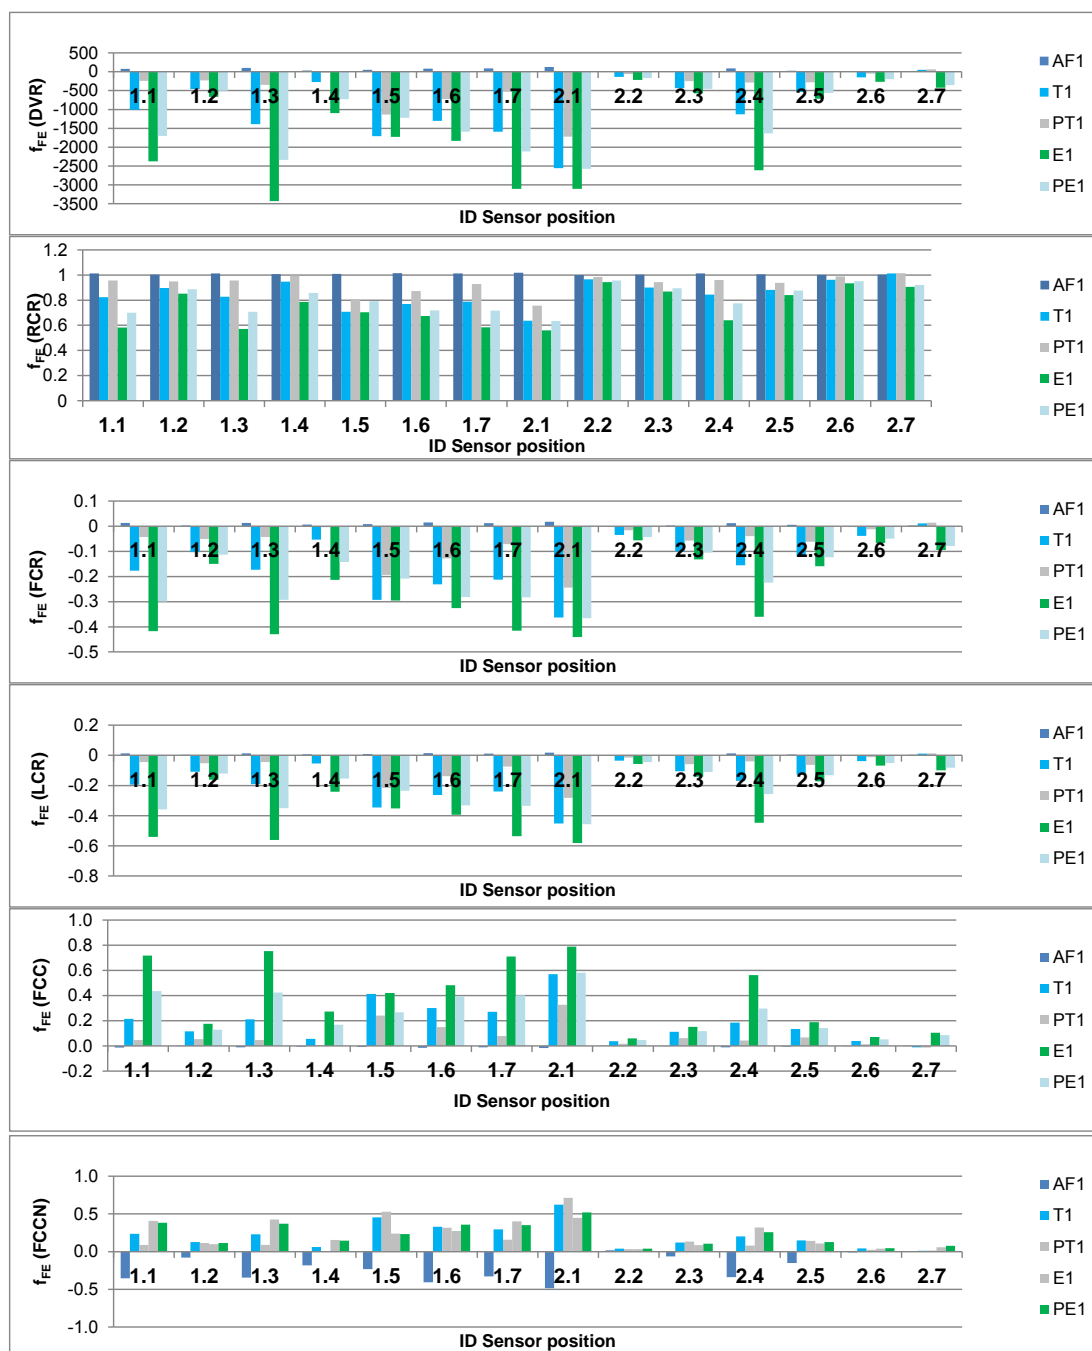 500
0
-500
-1000
-1500
-2000
-2500
-3000
-3500
f_FE (DVR)
1.1 1.2 1.3 1.4 1.5 1.6 1.7 2.1 2.2 2.3 2.4 2.5 2.6 2.7
ID Sensor position
AF1
T1
PT1
E1
PE1
1.2
1
0.8
0.6
0.4
0.2
0
f_FE (RCR)
1.1 1.2 1.3 1.4 1.5 1.6 1.7 2.1 2.2 2.3 2.4 2.5 2.6 2.7
ID Sensor position
AF1
T1
PT1
E1
PE1
0.1
0
-0.1
-0.2
-0.3
-0.4
-0.5
f_FE (FCR)
1.1 1.2 1.3 1.4 1.5 1.6 1.7 2.1 2.2 2.3 2.4 2.5 2.6 2.7
ID Sensor position
AF1
T1
PT1
E1
PE1
0.2
0
-0.2
-0.4
-0.6
-0.8
f_FE (LCR)
1.1 1.2 1.3 1.4 1.5 1.6 1.7 2.1 2.2 2.3 2.4 2.5 2.6 2.7
ID Sensor position
AF1
T1
PT1
E1
PE1
1.0
0.8
0.6
0.4
0.2
0.0
-0.2
f_FE (FCC)
1.1 1.2 1.3 1.4 1.5 1.6 1.7 2.1 2.2 2.3 2.4 2.5 2.6 2.7
ID Sensor position
AF1
T1
PT1
E1
PE1
1.0
0.5
0.0
-0.5
-1.0
f_FE (FCCN)
1.1 1.2 1.3 1.4 1.5 1.6 1.7 2.1 2.2 2.3 2.4 2.5 2.6 2.7
ID Sensor position
AF1
T1
PT1
E1
PE1